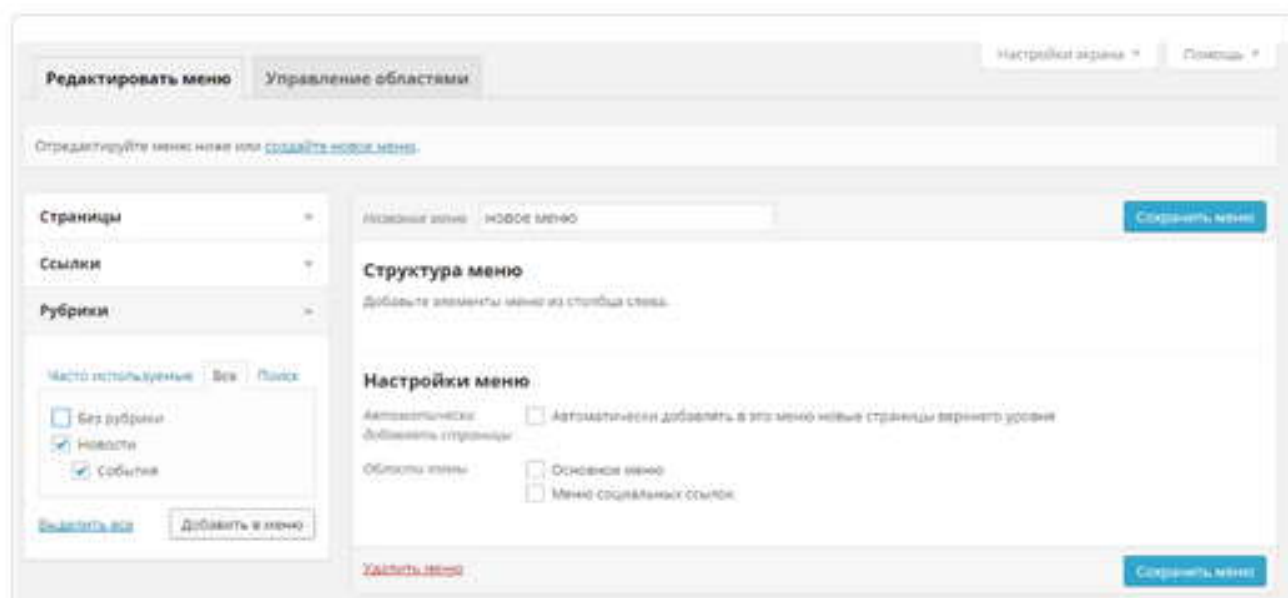 Настройки экрана
Помощь
Редактировать меню
Управление областями
Отредактируйте меню ниже или создайте новое меню.
Страницы
Ссылки
Рубрики
Часто используемые Все Поиск
Без рубрики
Новости
События
Выделить все
Добавить в меню
Название меню новое меню
Сохранить меню
Структура меню
Добавьте элементы меню из столбца слева.
Настройки меню
Автоматически
добавлять страницы
Автоматически добавлять в это меню новые страницы верхнего уровня
Области темы
Основное меню
Меню социальных ссылок
Удалить меню
Сохранить меню